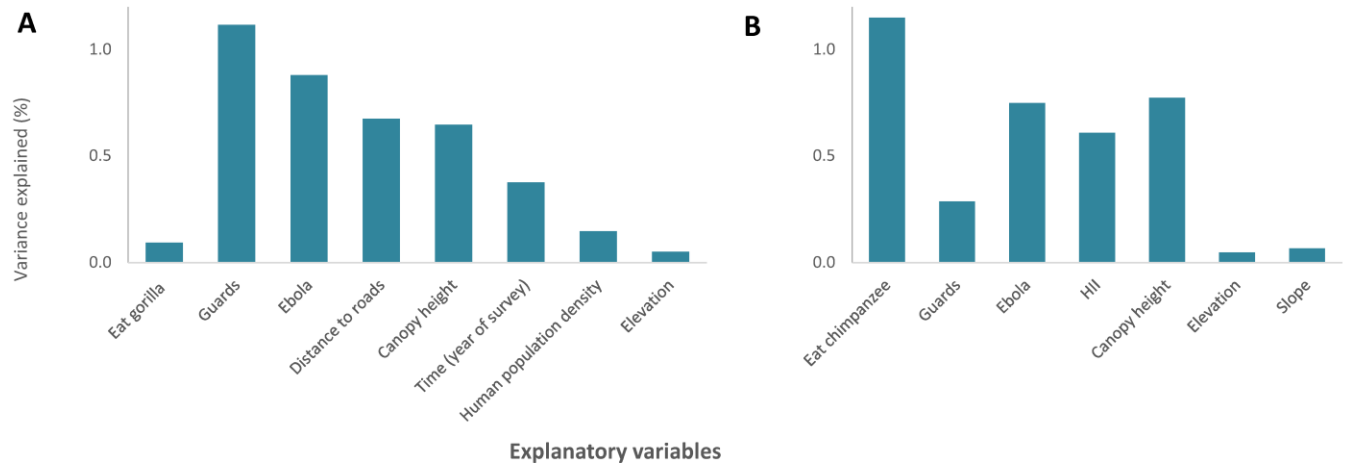 A
Variance explained (%)
1.0
0.5
0.0
Eat gorilla
Guards
Ebola
Distance to roads
Canopy height
Time (year of survey)
Human population density
Elevation
B
1.0
0.5
0.0
Eat chimpanzee
Guards
Ebola
HII
Canopy height
Elevation
Slope
Explanatory variables